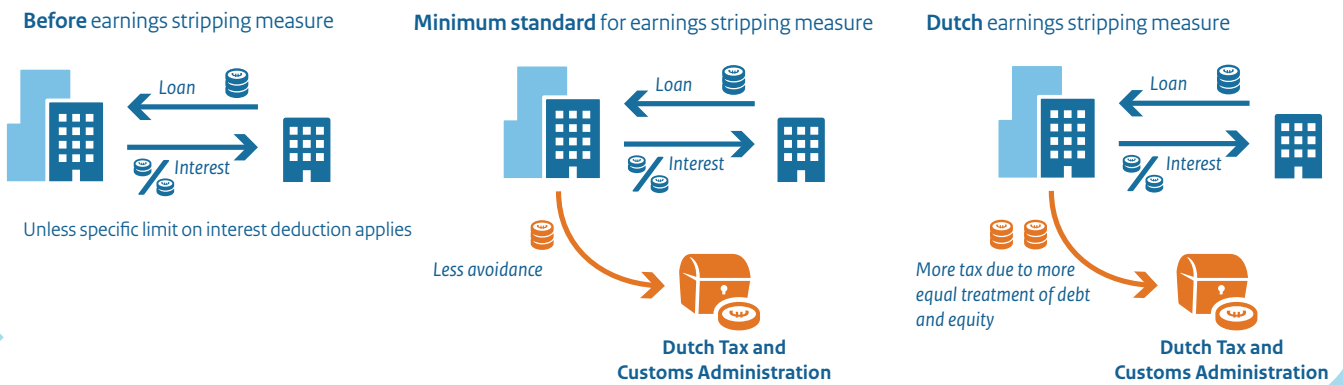 Before earnings stripping measure
Loan
Interest
Unless specific limit on interest deduction applies
Minimum standard for earnings stripping measure
Loan
Interest
Less avoidance
Dutch Tax and
Customs Administration
Dutch earnings stripping measure
Loan
Interest
More tax due to more
equal treatment of debt
and equity
Dutch Tax and
Customs Administration